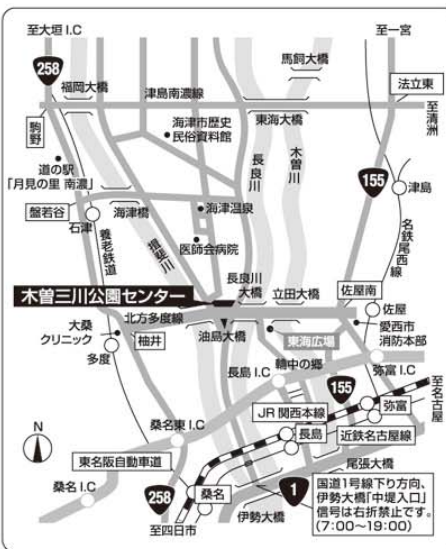 至大垣 I.C
至一宮
258
馬飼大橋
福岡大橋
津島南濃線
法立東
至清洲
駒野
海津市歴史
民俗資料館
東海大橋
道の駅
「月見の里 南濃」
長良川
木曽川
155
津島
盤若谷
石津
海津橋
海津温泉
名鉄尾西線
養老鉄道
揖斐川
医師会病院
長良川
大橋
立田大橋
佐屋南
木曽三川公園センター
佐屋
北方多度線
大桑
クリニック
柚井
油島大橋
東海広場
愛西市
消防本部
多度
輪中の郷
長島 I.C
弥富 I.C
155
至名古屋
N
JR 関西本線
弥富
桑名東 I.C
長島
近鉄名古屋線
東名阪自動車道
尾張大橋
桑名
桑名 I.C
258
1
国道1号線下り方向、
伊勢大橋「中堤入口」
信号は右折禁止です。
(7:00〜19:00)
至四日市
伊勢大橋